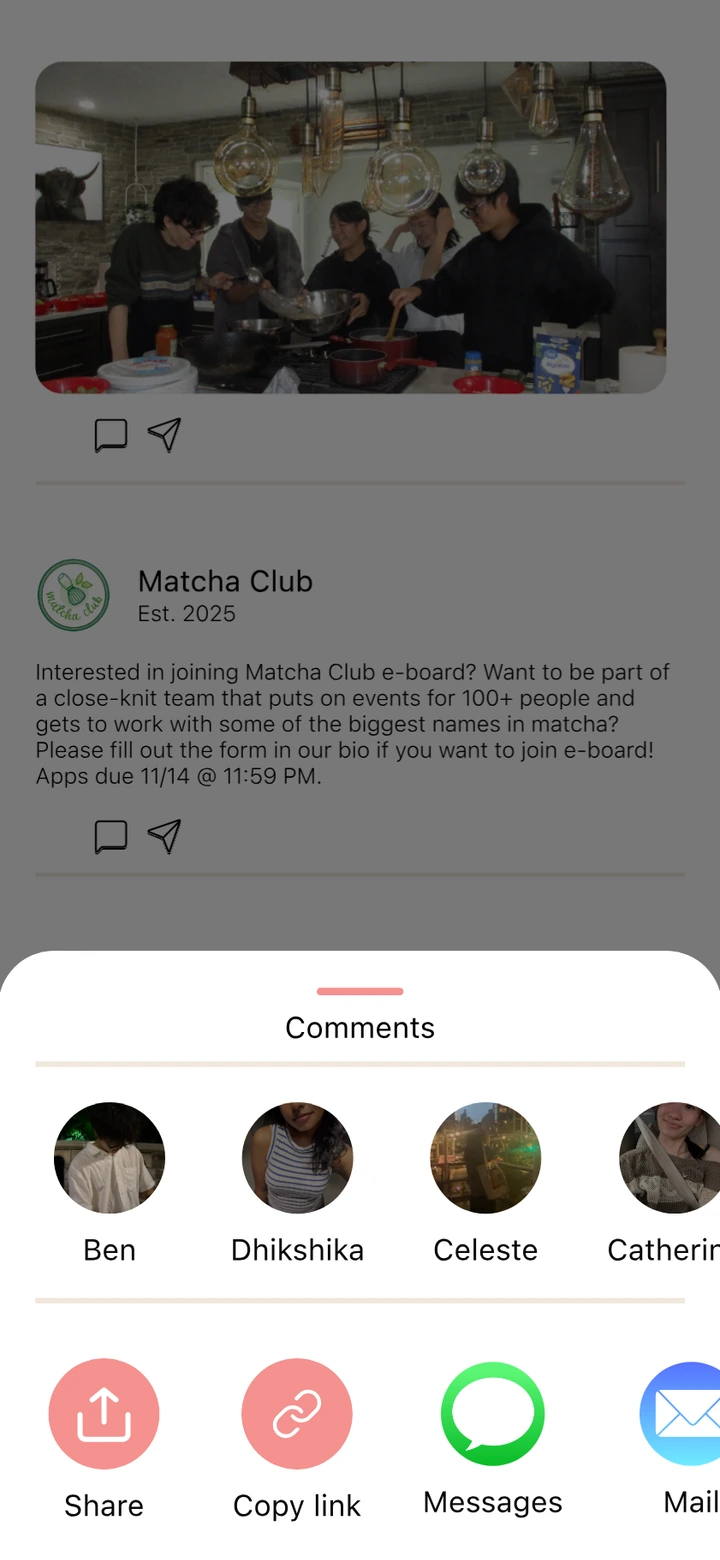 matcha club
Matcha Club
Est. 2025
Interested in joining Matcha Club e-board? Want to be part of
a close-knit team that puts on events for 100+ people and
gets to work with some of the biggest names in matcha?
Please fill out the form in our bio if you want to join e-board!
Apps due 11/14 @ 11:59 PM.
Comments
Ben
Dhikshika
Celeste
Catherin
Share
Copy link
Messages
Mail